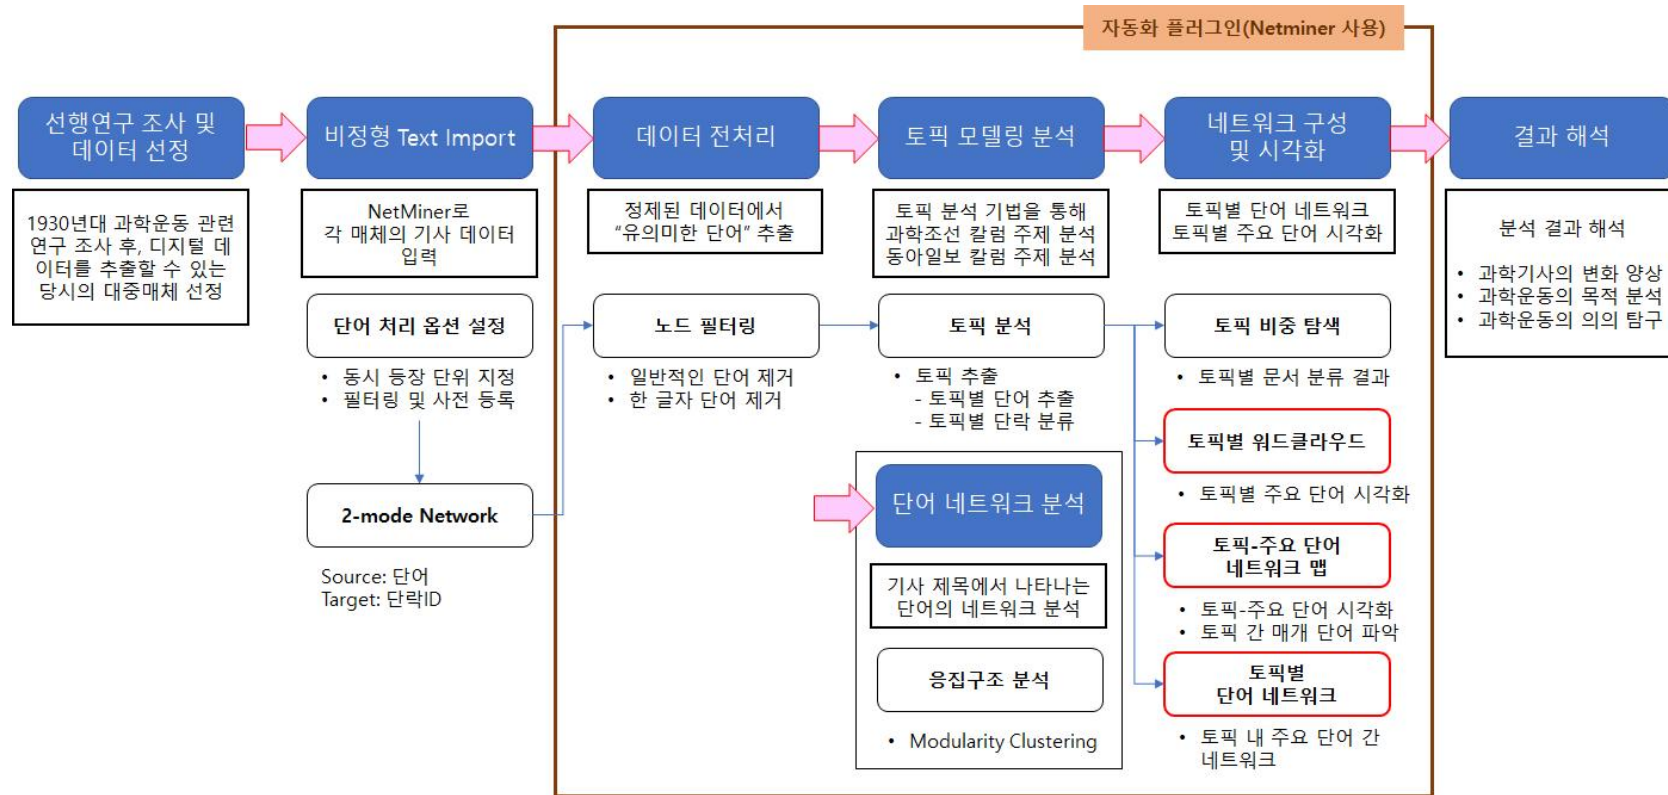 자동화 플러그인(Netminer 사용)
선행연구 조사 및
데이터 선정
1930년대 과학운동 관련
연구 조사 후, 디지털 데
이터를 추출할 수 있는
당시의 대중매체 선정
비정형 Text Import
NetMiner로
각 매체의 기사 데이터
입력
단어 처리 옵션 설정
• 동시 등장 단위 지정
• 필터링 및 사전 등록
2-mode Network
Source: 단어
Target: 단락ID
데이터 전처리
정제된 데이터에서
“유의미한 단어” 추출
노드 필터링
• 일반적인 단어 제거
• 한 글자 단어 제거
토픽 모델링 분석
토픽 분석 기법을 통해
과학조선 칼럼 주제 분석
동아일보 칼럼 주제 분석
토픽 분석
• 토픽 추출
- 토픽별 단어 추출
- 토픽별 단락 분류
단어 네트워크 분석
기사 제목에서 나타나는
단어의 네트워크 분석
응집구조 분석
• Modularity Clustering
네트워크 구성
및 시각화
토픽별 단어 네트워크
토픽별 주요 단어 시각화
토픽 비중 탐색
• 토픽별 문서 분류 결과
토픽별 워드클라우드
• 토픽별 주요 단어 시각화
토픽-주요 단어
네트워크 맵
• 토픽-주요 단어 시각화
• 토픽 간 매개 단어 파악
토픽별
단어 네트워크
• 토픽 내 주요 단어 간
네트워크
결과 해석
분석 결과 해석
• 과학기사의 변화 양상
• 과학운동의 목적 분석
• 과학운동의 의의 탐구